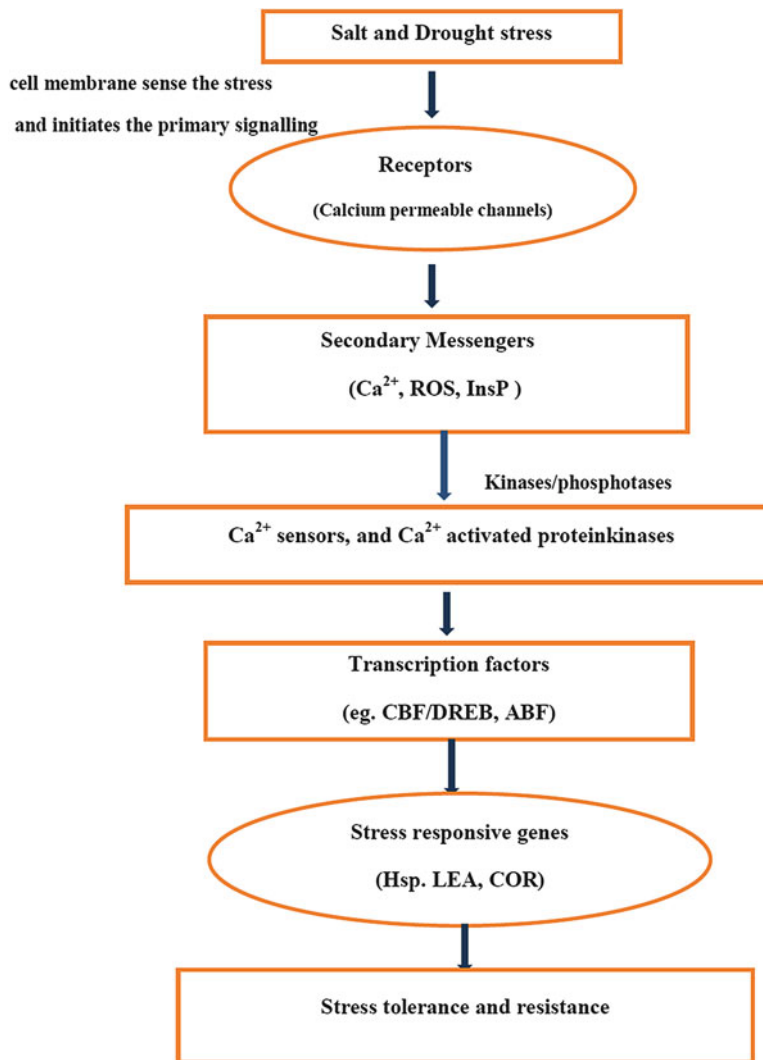 Salt and Drought stress
cell membrane sense the stress
and initiates the primary signalling
Receptors
(Calcium permeable channels)
Secondary Messengers
(Ca²⁺, ROS, InsP )
Kinases/phosphotases
Ca²⁺ sensors, and Ca²⁺ activated proteinkinases
Transcription factors
(eg. CBF/DREB, ABF)
Stress responsive genes
(Hsp. LEA, COR)
Stress tolerance and resistance